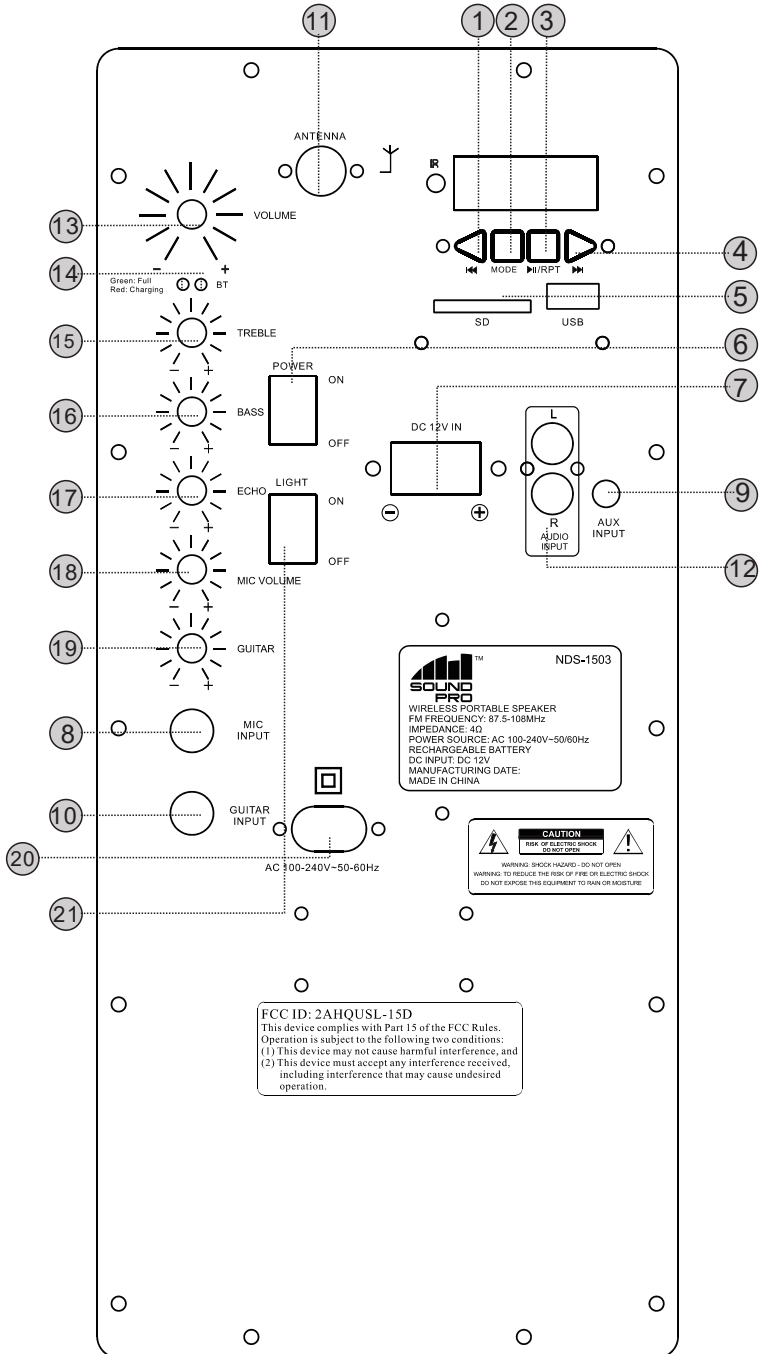 11
1
2
3
ANTENNA
IR
13
VOLUME
4
- +
14
Green: Full
Red: Charging
BT
⏮ MODE ⏯/RPT ⏭
5
SD
USB
15
TREBLE
- +
6
POWER
ON
OFF
7
16
BASS
- +
DC 12V IN
L
R
AUDIO
INPUT
9
AUX
INPUT
17
ECHO
- +
LIGHT
ON
OFF
⊖ ⊕
12
18
MIC VOLUME
- +
19
GUITAR
- +
SOUND
PRO
TM
NDS-1503
WIRELESS PORTABLE SPEAKER
FM FREQUENCY: 87.5-108MHz
IMPEDANCE: 4Ω
POWER SOURCE: AC 100-240V~50/60Hz
RECHARGEABLE BATTERY
DC INPUT: DC 12V
MANUFACTURING DATE:
MADE IN CHINA
8
MIC
INPUT
10
GUITAR
INPUT
20
AC 100-240V~50-60Hz
21
CAUTION
RISK OF ELECTRIC SHOCK
DO NOT OPEN
!
WARNING: SHOCK HAZARD - DO NOT OPEN
WARNING: TO REDUCE THE RISK OF FIRE OR ELECTRIC SHOCK
DO NOT EXPOSE THIS EQUIPMENT TO RAIN OR MOISTURE
FCC ID: 2AHQUSL-15D
This device complies with Part 15 of the FCC Rules.
Operation is subject to the following two conditions:
(1) This device may not cause harmful interference, and
(2) This device must accept any interference received,
including interference that may cause undesired
operation.